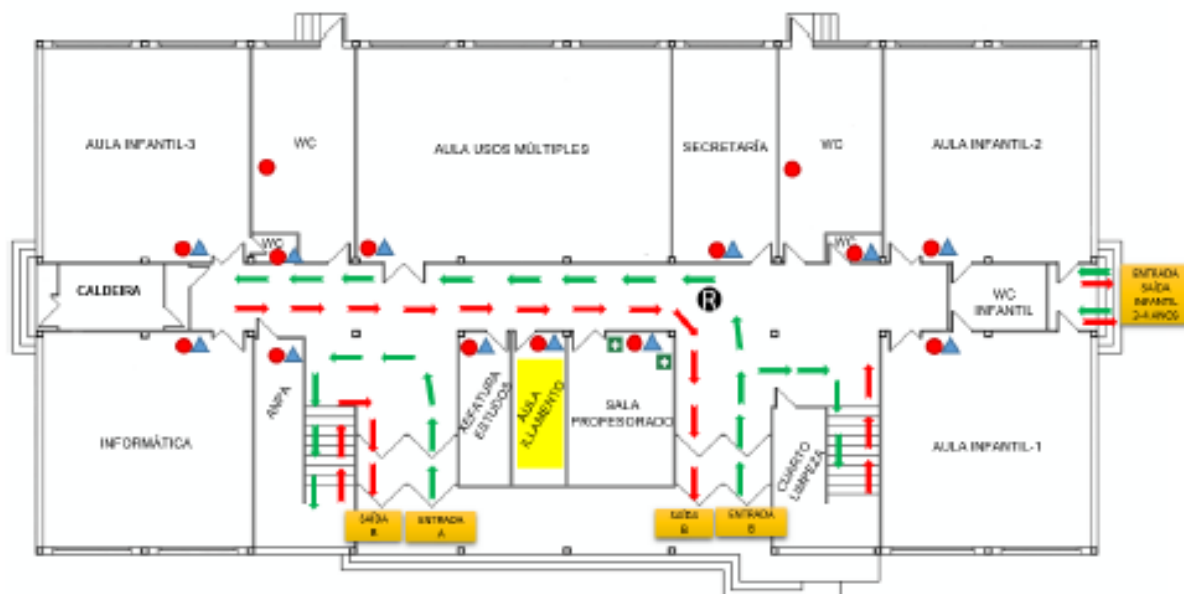 AULA INFANTIL-3
WC
AULA USOS MÚLTIPLES
SECRETARÍA
WC
AULA INFANTIL-2
WC
WC
CALDEIRA
R
WC
INFANTIL
ENTRADA
SAÍDA
INFANTIL
3-4 ANOS
ANPA
XEFATURA
ESTUDOS
AULA
ILLAMENTO
SALA
PROFESORADO
INFORMÁTICA
CUARTO
LIMPEZA
AULA INFANTIL-1
SAÍDA
ENTRADA
A
SAÍDA
B
ENTRADA
B